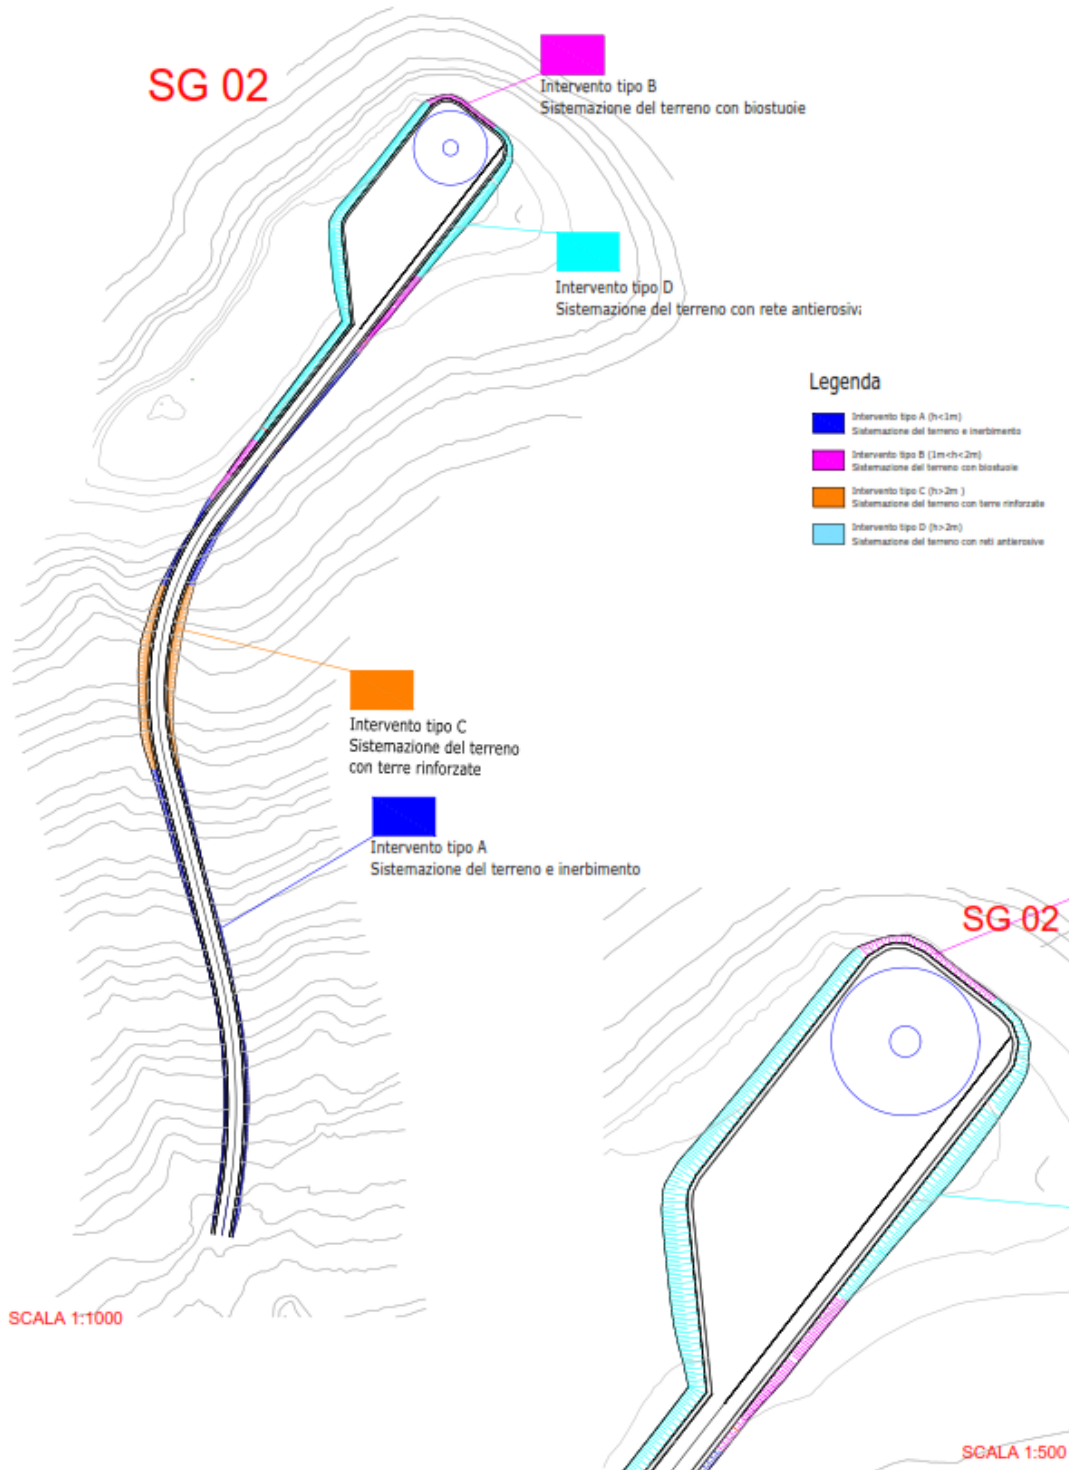 SG 02
Intervento tipo B
Sistemazione del terreno con biostuoie
Intervento tipo D
Sistemazione del terreno con rete antierosiva
Legenda
Intervento tipo A (h<1m)
Sistemazione del terreno e inerbimento
Intervento tipo B (1m<h<2m)
Sistemazione del terreno con biostuoie
Intervento tipo C (h>2m )
Sistemazione del terreno con terre rinforzate
Intervento tipo D (h>2m)
Sistemazione del terreno con reti antierosive
Intervento tipo C
Sistemazione del terreno
con terre rinforzate
Intervento tipo A
Sistemazione del terreno e inerbimento
SG 02
SCALA 1:1000
SCALA 1:500